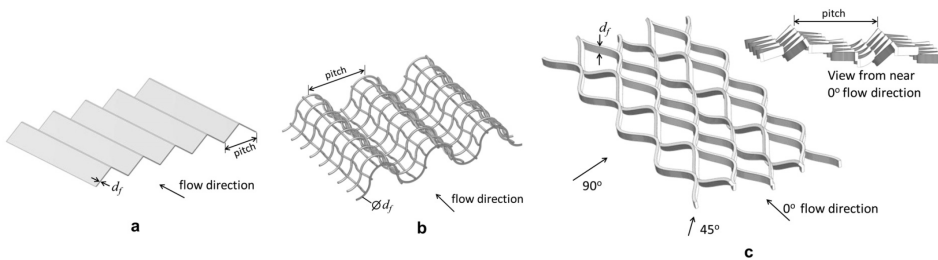 pitch
d_f
flow direction
a
pitch
Ød_f
flow direction
b
d_f
pitch
View from near
0° flow direction
90°
45°
0° flow direction
c